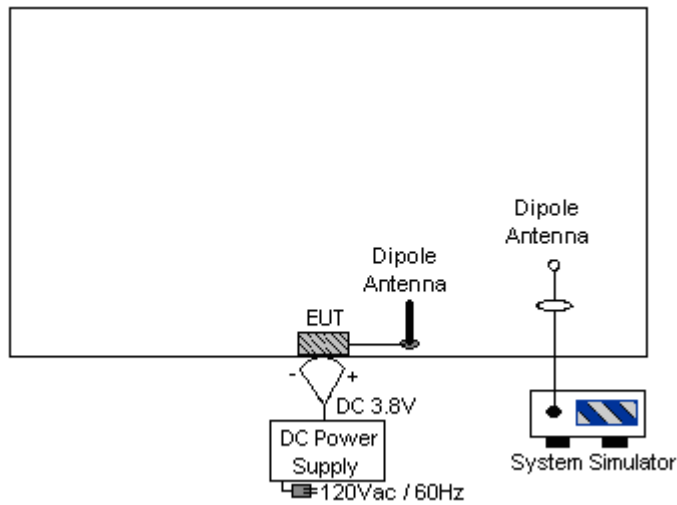 Dipole
Antenna
Dipole
Antenna
EUT
- +
DC 3.8V
DC Power
Supply
120Vac / 60Hz
System Simulator